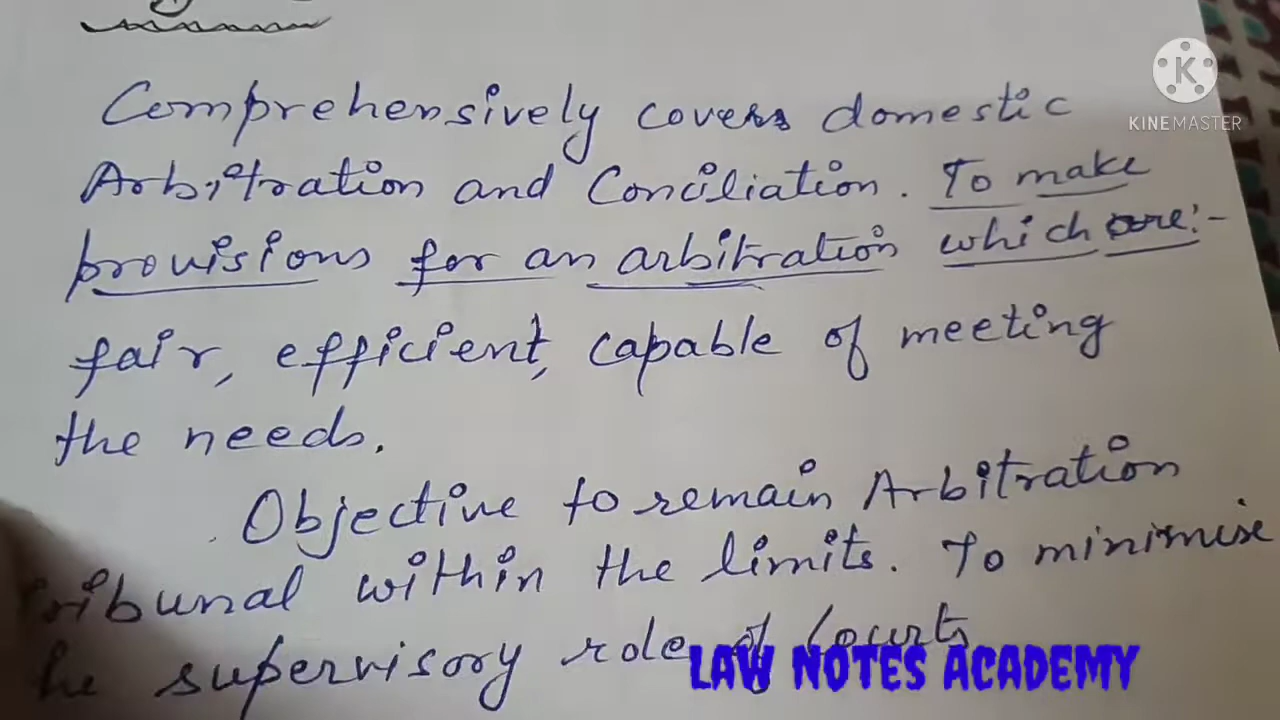 K
KINEMASTER
Comprehensively covers domestic
Arbitration and Conciliation. To make
provisions for an arbitration which are:-
fair, efficient, capable of meeting
the needs.
Objective to remain Arbitration
Tribunal within the limits. To minimise
the supervisory role of Courts
LAW NOTES ACADEMY